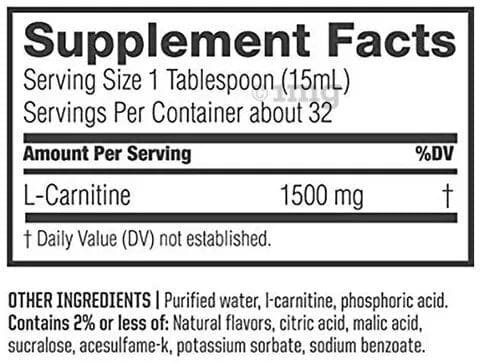 Supplement Facts
Serving Size 1 Tablespoon (15mL)
Servings Per Container about 32
Amount Per Serving %DV
L-Carnitine 1500 mg †
† Daily Value (DV) not established.
OTHER INGREDIENTS | Purified water, l-carnitine, phosphoric acid.
Contains 2% or less of: Natural flavors, citric acid, malic acid,
sucralose, acesulfame-k, potassium sorbate, sodium benzoate.